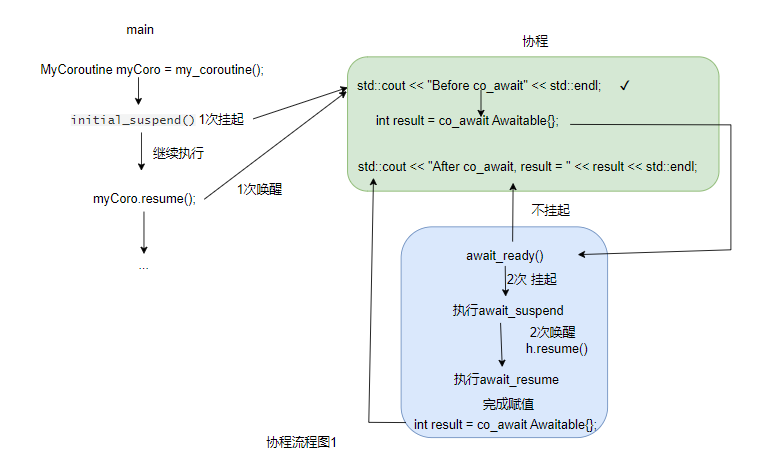 main
MyCoroutine myCoro = my_coroutine();
initial_suspend() 1次挂起
继续执行
myCoro.resume();
1次唤醒
...
协程
std::cout << "Before co_await" << std::endl; ✓
int result = co_await Awaitable{};
std::cout << "After co_await, result = " << result << std::endl;
不挂起
await_ready()
2次 挂起
执行await_suspend
2次唤醒
h.resume()
执行await_resume
完成赋值
int result = co_await Awaitable{};
协程流程图1